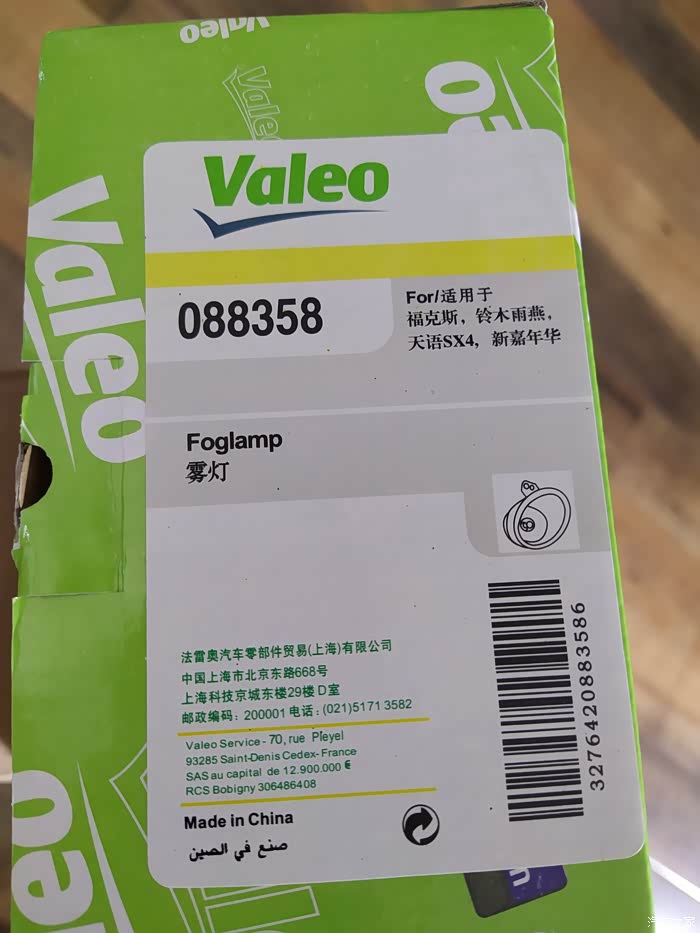 Valeo
Valeo
Valeo
Valeo
088358
For/适用于
福克斯，铃木雨燕，
天语SX4，新嘉年华
Foglamp
雾灯
法雷奥汽车零部件贸易(上海)有限公司
中国上海市北京东路668号
上海科技京城东楼29楼D室
邮政编码：200001 电话：(021)5171 3582
Valeo Service - 70, rue Pleyel
93285 Saint-Denis Cedex- France
SAS au capital de 12.900.000 €
RCS Bobigny 306486408
Made in China
صنع في الصين
3276420883586